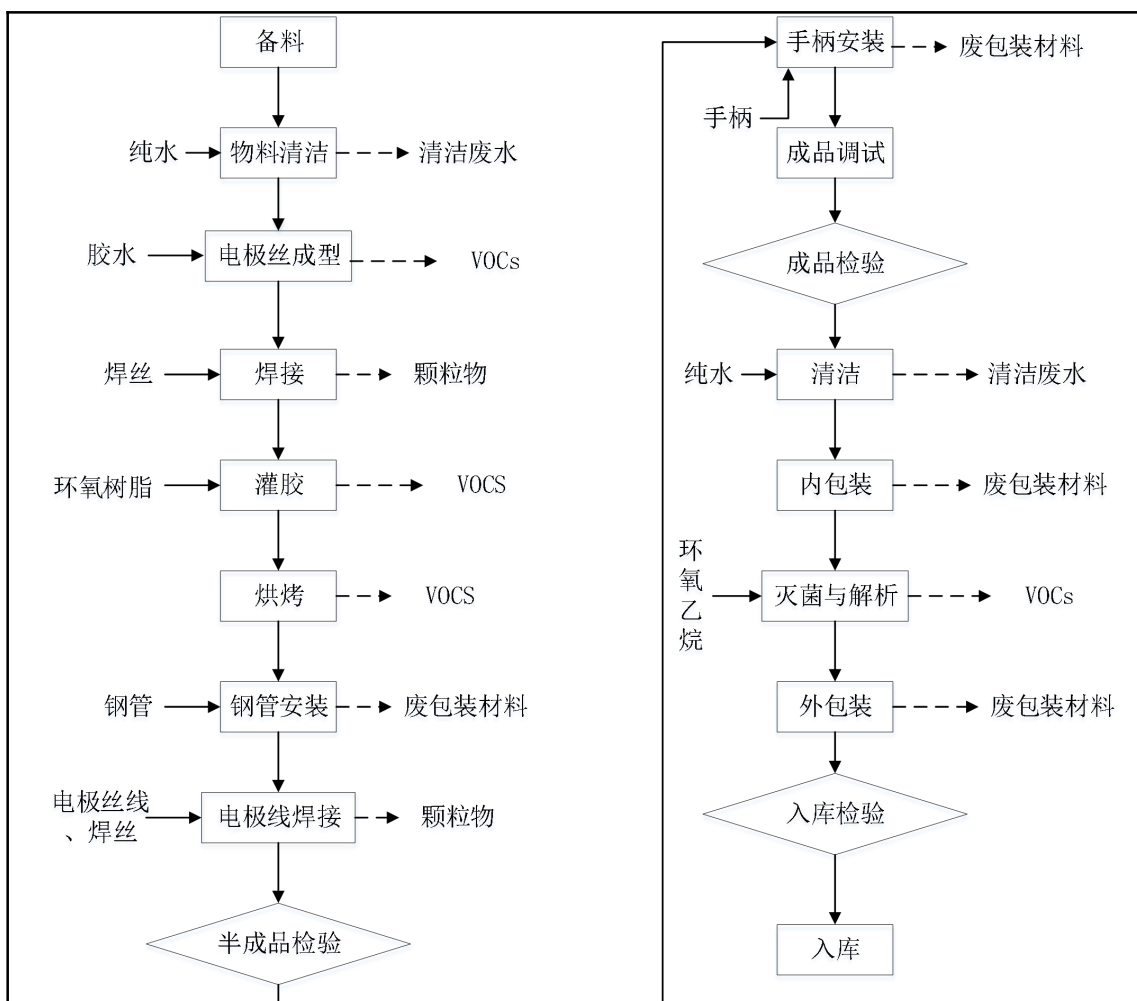 备料
纯水
物料清洁
清洁废水
胶水
电极丝成型
VOCs
焊丝
焊接
颗粒物
环氧树脂
灌胶
VOCS
烘烤
VOCS
钢管
钢管安装
废包装材料
电极丝线
、焊丝
电极线焊接
颗粒物
半成品检验
手柄安装
废包装材料
手柄
成品调试
成品检验
纯水
清洁
清洁废水
内包装
废包装材料
环
氧
乙
烷
灭菌与解析
VOCs
外包装
废包装材料
入库检验
入库